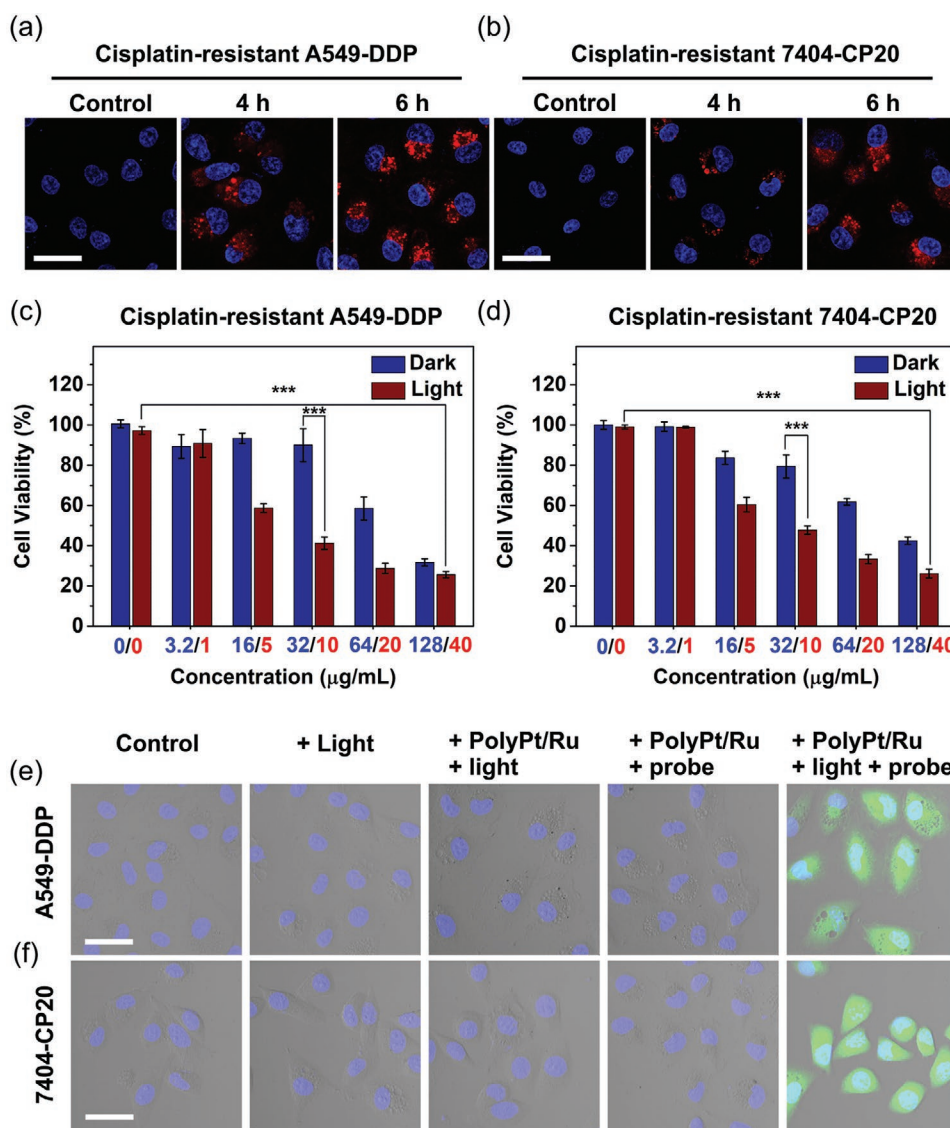 (a)
Cisplatin-resistant A549-DDP
Control 4 h 6 h
(b)
Cisplatin-resistant 7404-CP20
Control 4 h 6 h
(c)
Cisplatin-resistant A549-DDP
Dark
Light
***
***
Cell Viability (%)
120
100
80
60
40
20
0
0/0 3.2/1 16/5 32/10 64/20 128/40
Concentration (μg/mL)
(d)
Cisplatin-resistant 7404-CP20
Dark
Light
***
***
Cell Viability (%)
120
100
80
60
40
20
0
0/0 3.2/1 16/5 32/10 64/20 128/40
Concentration (μg/mL)
(e)
Control
+ Light
+ PolyPt/Ru
+ light
+ PolyPt/Ru
+ probe
+ PolyPt/Ru
+ light + probe
A549-DDP
(f)
7404-CP20